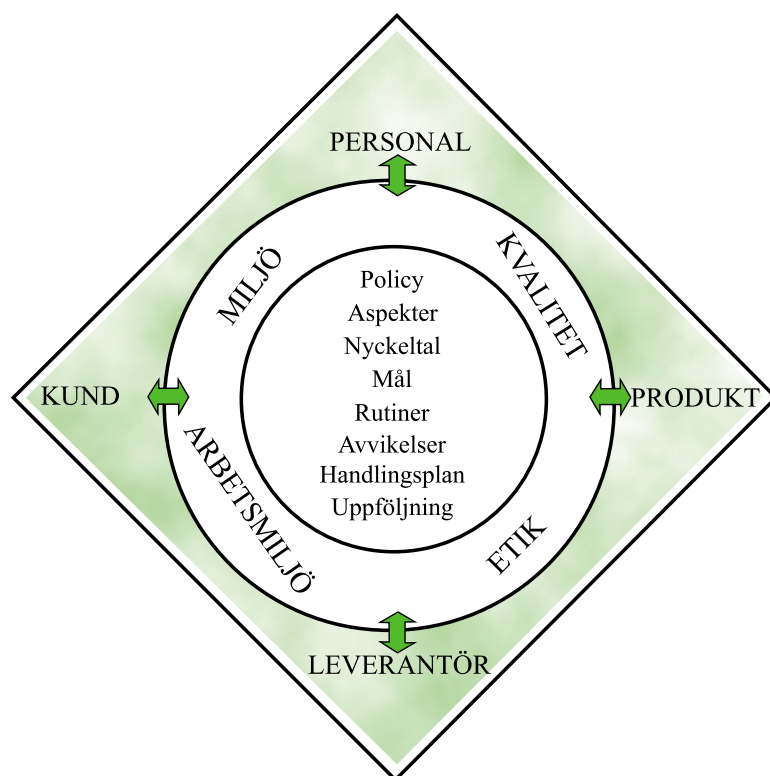 PERSONAL
MILJÖ
KVALITET
Policy
Aspekter
Nyckeltal
Mål
Rutiner
Avvikelser
Handlingsplan
Uppföljning
KUND
PRODUKT
ARBETSMILJÖ
ETIK
LEVERANTÖR